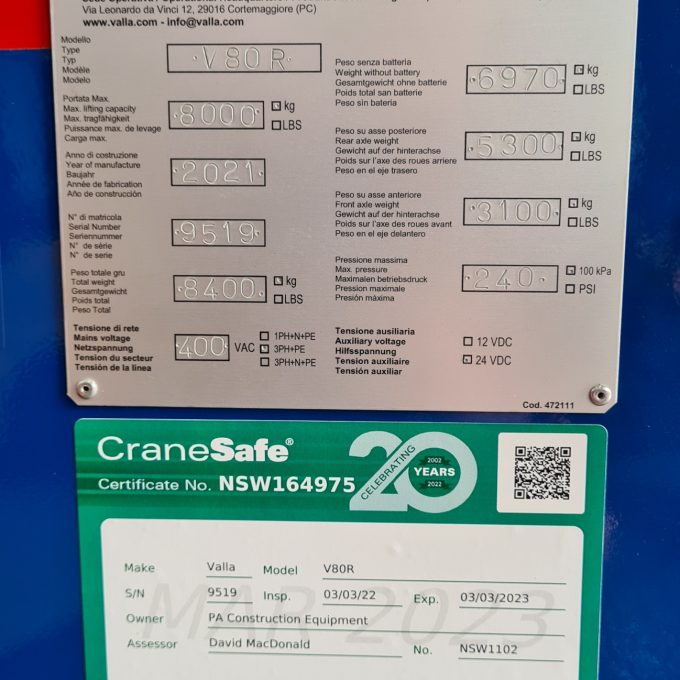 Via Leonardo da Vinci 12, 29016 Cortemaggiore (PC)
www.valla.com - info@valla.com
Modello
Type
Typ
Modèle
Modelo
V80R
Portata Max.
Max. lifting capacity
Max. tragfähigkeit
Puissance max. de levage
Carga max.
8000
kg
LBS
Anno di costruzione
Year of manufacture
Baujahr
Année de fabrication
Año de construcción
2021
N° di matricola
Serial Number
Seriennummer
N° de série
N° de serie
9519
Peso totale gru
Total weight
Gesamtgewicht
Poids total
Peso Total
8400
kg
LBS
Tensione di rete
Mains voltage
Netzspannung
Tension du secteur
Tensión de la linea
400
VAC
1PH+N+PE
3PH+PE
3PH+N+PE
Peso senza batteria
Weight without battery
Gesamtgewicht ohne batterie
Poids total san batterie
Peso sin bateria
6970
kg
LBS
Peso su asse posteriore
Rear axle weight
Gewicht auf der hinterachse
Poids sur l'axe des roues arriere
Peso en el eje trasero
5300
kg
LBS
Peso su asse anteriore
Front axle weight
Gewicht auf der hinterachse
Poids sur l'axe des roues avant
Peso en el eje delantero
3100
kg
LBS
Pressione massima
Max. pressure
Maximalen betriebsdruck
Pression maximale
Presión máxima
240
100 kPa
PSI
Tensione ausiliaria
Auxiliary voltage
Hilfsspannung
Tension auxiliaire
Tensión auxiliar
12 VDC
24 VDC
Cod. 472111
CraneSafe®
Certificate No. NSW164975
CELEBRATING
20
2002
YEARS
2022
Make Valla Model V80R
S/N 9519 Insp. 03/03/22 Exp. 03/03/2023
Owner PA Construction Equipment
Assessor David MacDonald No. NSW1102
MAR 2023